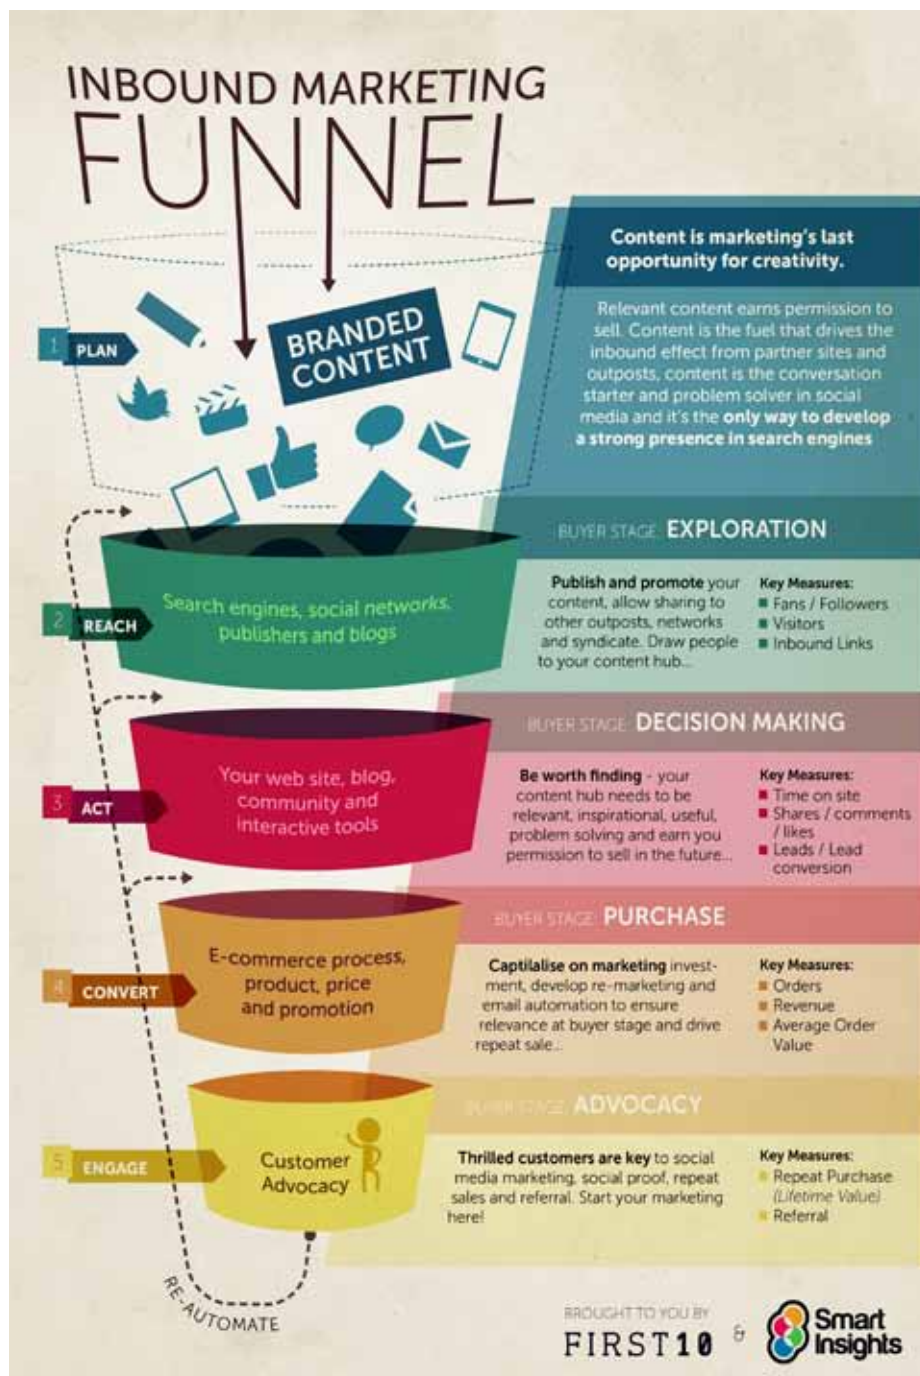 INBOUND MARKETING
FUNNEL
Content is marketing's last
opportunity for creativity.
Relevant content earns permission to
sell. Content is the fuel that drives the
inbound effect from partner sites and
outposts, content is the conversation
starter and problem solver in social
media and it's the only way to develop
a strong presence in search engines
1 PLAN
BRANDED
CONTENT
BUYER STAGE: EXPLORATION
2 REACH
Search engines, social networks,
publishers and blogs
Publish and promote your
content, allow sharing to
other outposts, networks
and syndicate. Draw people
to your content hub...
Key Measures:
Fans / Followers
Visitors
Inbound Links
BUYER STAGE: DECISION MAKING
3 ACT
Your web site, blog,
community and
interactive tools
Be worth finding - your
content hub needs to be
relevant, inspirational, useful,
problem solving and earn you
permission to sell in the future...
Key Measures:
Time on site
Shares / comments
/ likes
Leads / Lead
conversion
BUYER STAGE: PURCHASE
4 CONVERT
E-commerce process,
product, price
and promotion
Captilalise on marketing invest-
ment, develop re-marketing and
email automation to ensure
relevance at buyer stage and drive
repeat sale...
Key Measures:
Orders
Revenue
Average Order
Value
BUYER STAGE: ADVOCACY
5 ENGAGE
Customer
Advocacy
Thrilled customers are key to social
media marketing, social proof, repeat
sales and referral. Start your marketing
here!
Key Measures:
Repeat Purchase
(Lifetime Value)
Referral
RE-AUTOMATE
BROUGHT TO YOU BY
FIRST10 & Smart
Insights